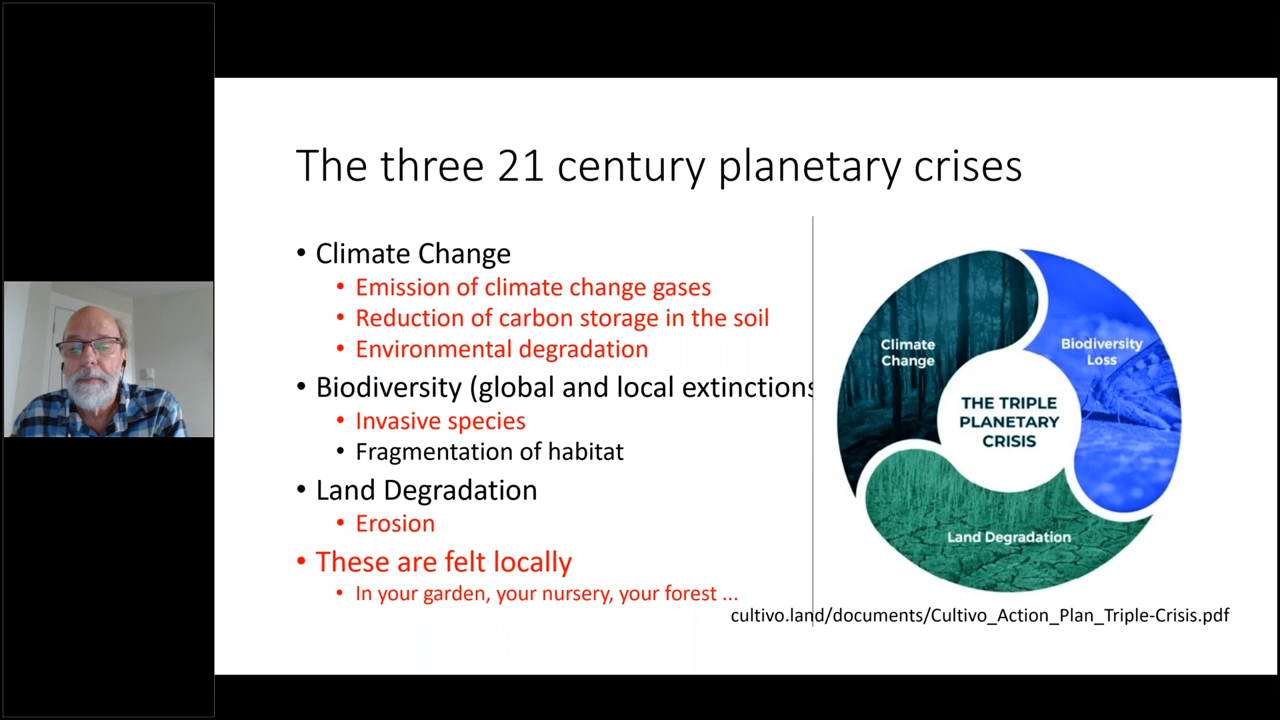 The three 21 century planetary crises
• Climate Change
• Emission of climate change gases
• Reduction of carbon storage in the soil
• Environmental degradation
• Biodiversity (global and local extinctions
• Invasive species
• Fragmentation of habitat
• Land Degradation
• Erosion
• These are felt locally
• In your garden, your nursery, your forest ...
Climate
Change
Biodiversity
Loss
THE TRIPLE
PLANETARY
CRISIS
Land Degradation
cultivo.land/documents/Cultivo_Action_Plan_Triple-Crisis.pdf